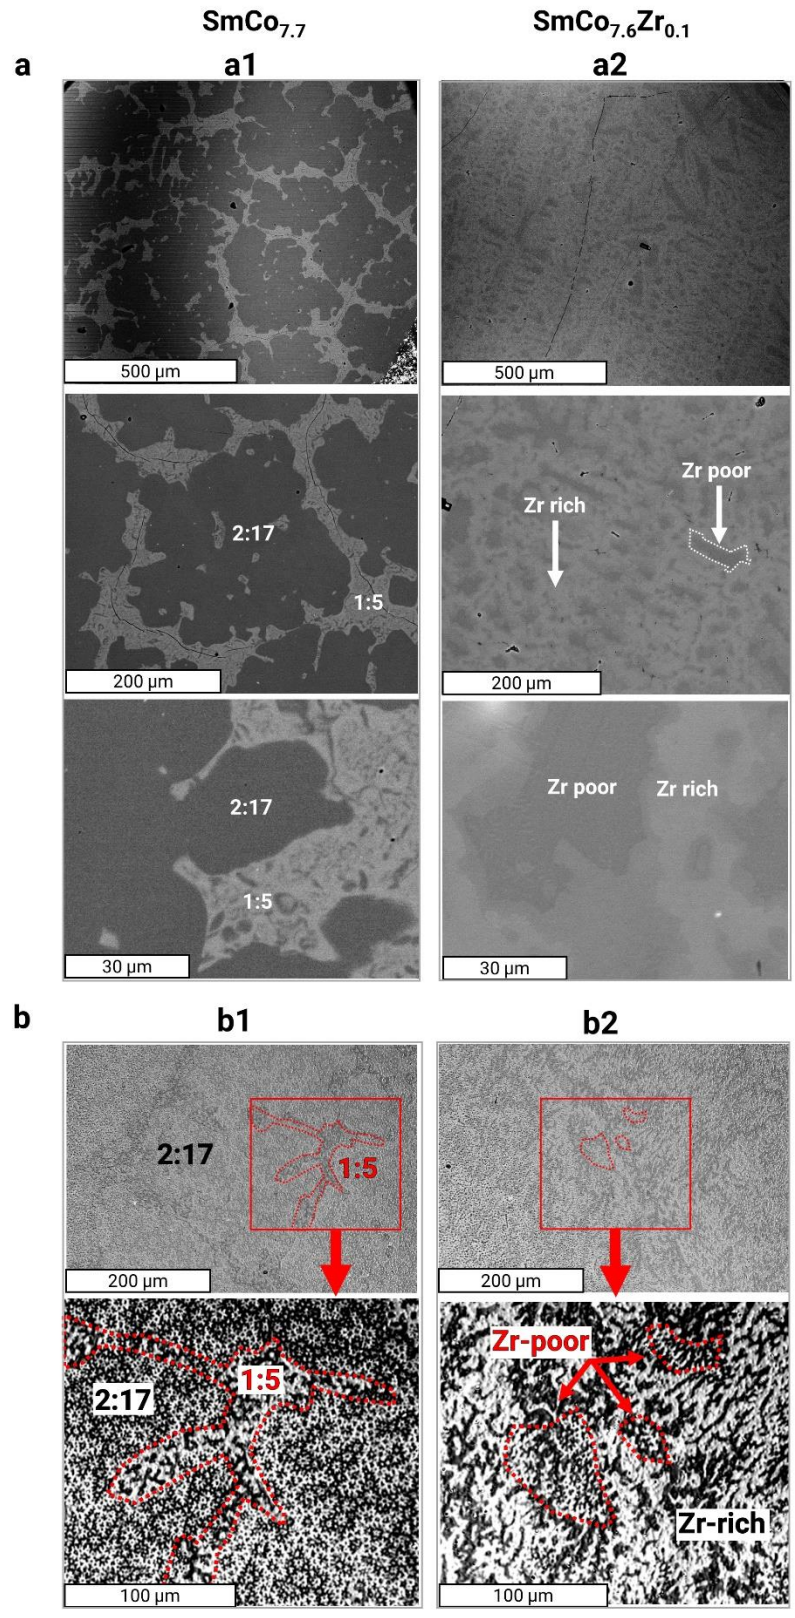 SmCo7.7 SmCo7.6Zr0.1
a a1 a2
500 µm 500 µm
Zr poor
Zr rich
2:17
1:5
200 µm 200 µm
Zr poor Zr rich
2:17
1:5
30 µm 30 µm
b b1 b2
2:17 1:5
200 µm 200 µm
Zr-poor
1:5
2:17
Zr-rich
100 µm 100 µm